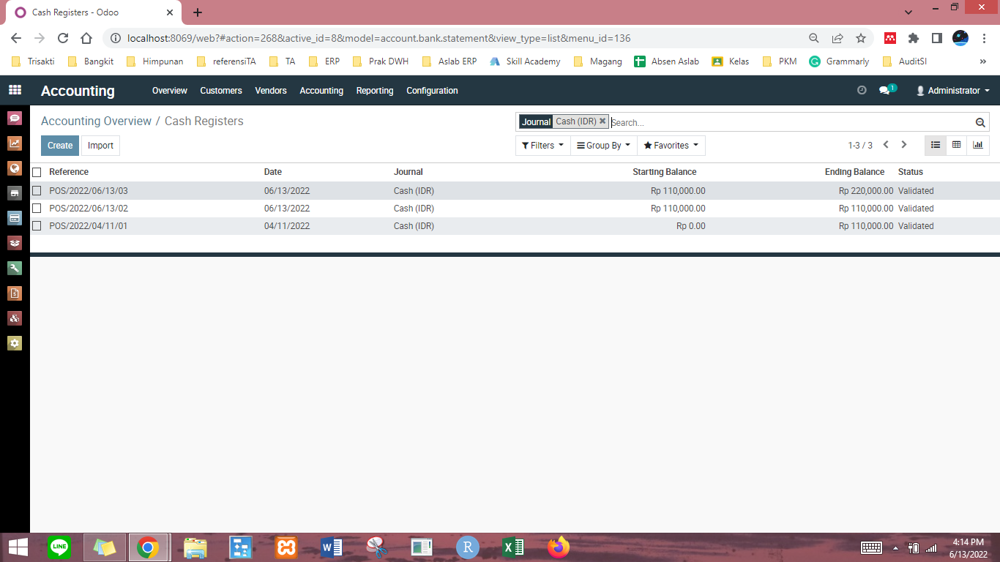 Cash Registers - Odoo
localhost:8069/web?#action=268&active_id=8&model=account.bank.statement&view_type=list&menu_id=136
Trisakti Bangkit Himpunan referensiTA TA ERP Prak DWH Aslab ERP Skill Academy Magang Absen Aslab Kelas PKM Grammarly AuditSI »
Accounting Overview Customers Vendors Accounting Reporting Configuration 1 Administrator
Accounting Overview / Cash Registers
Journal Cash (IDR) Search...
Create Import Filters Group By Favorites 1-3 / 3
Reference Date Journal Starting Balance Ending Balance Status
POS/2022/06/13/03 06/13/2022 Cash (IDR) Rp 110,000.00 Rp 220,000.00 Validated
POS/2022/06/13/02 06/13/2022 Cash (IDR) Rp 110,000.00 Rp 110,000.00 Validated
POS/2022/04/11/01 04/11/2022 Cash (IDR) Rp 0.00 Rp 110,000.00 Validated
LINE
R
4:14 PM
6/13/2022